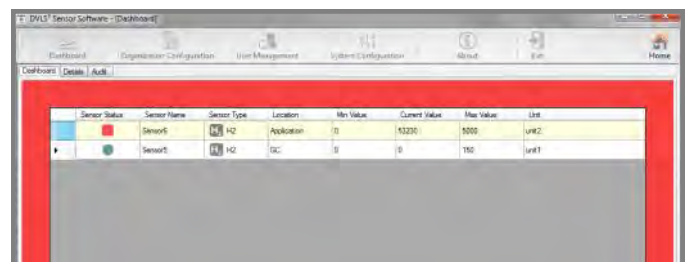 DVLS³ Sensor Software - [Dashboard]
Dashboard Organization Configuration User Management System Configuration About Exit Home
Dashboard Details Audit
Sensor Status Sensor Name Sensor Type Location Min Value Current Value Max Value Unit
Sensor6 H2 Application 0 53230 5000 unit2
Sensor5 H2 GC 0 0 150 unit1